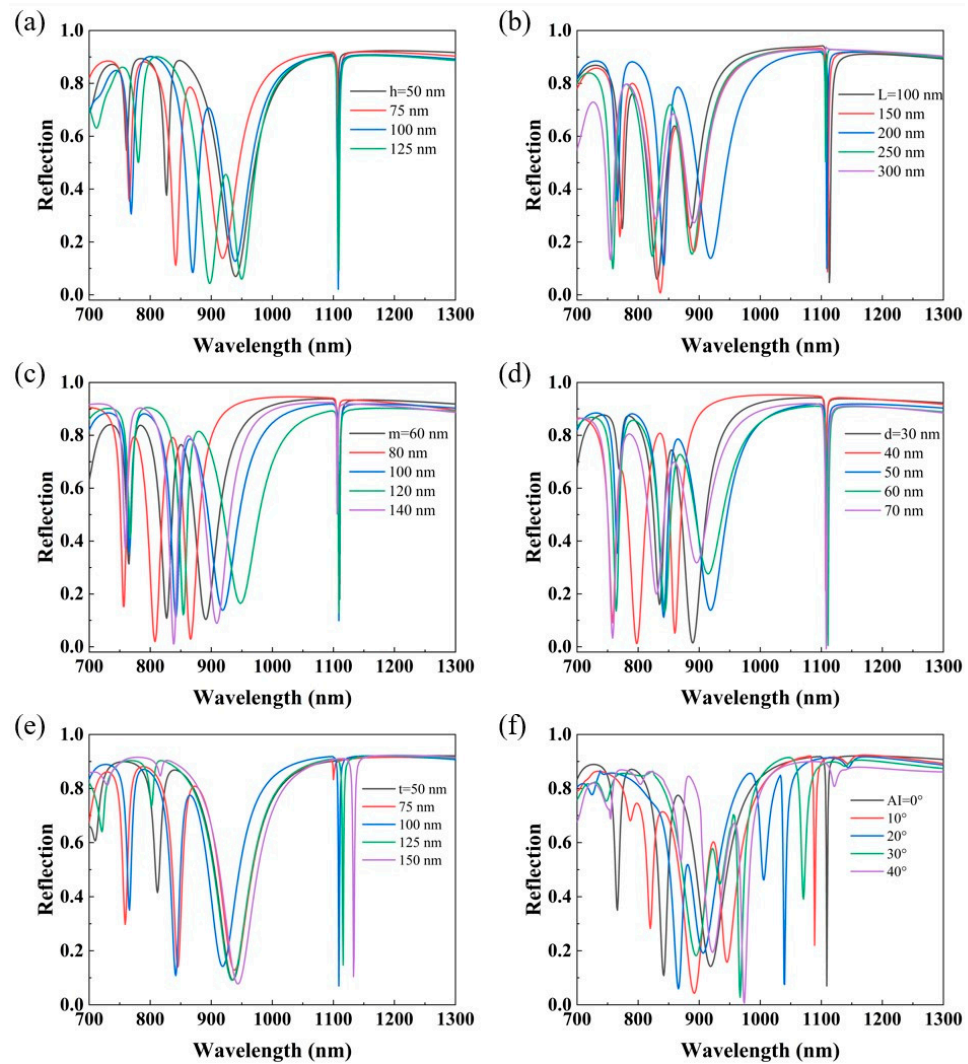 (a)
1.0
0.8
0.6
0.4
0.2
0.0
Reflection
h=50 nm
75 nm
100 nm
125 nm
700 800 900 1000 1100 1200 1300
Wavelength (nm)
(b)
1.0
0.8
0.6
0.4
0.2
0.0
Reflection
L=100 nm
150 nm
200 nm
250 nm
300 nm
700 800 900 1000 1100 1200 1300
Wavelength (nm)
(c)
1.0
0.8
0.6
0.4
0.2
0.0
Reflection
m=60 nm
80 nm
100 nm
120 nm
140 nm
700 800 900 1000 1100 1200 1300
Wavelength (nm)
(d)
1.0
0.8
0.6
0.4
0.2
0.0
Reflection
d=30 nm
40 nm
50 nm
60 nm
70 nm
700 800 900 1000 1100 1200 1300
Wavelength (nm)
(e)
1.0
0.8
0.6
0.4
0.2
0.0
Reflection
t=50 nm
75 nm
100 nm
125 nm
150 nm
700 800 900 1000 1100 1200 1300
Wavelength (nm)
(f)
1.0
0.8
0.6
0.4
0.2
0.0
Reflection
AI=0°
10°
20°
30°
40°
700 800 900 1000 1100 1200 1300
Wavelength (nm)